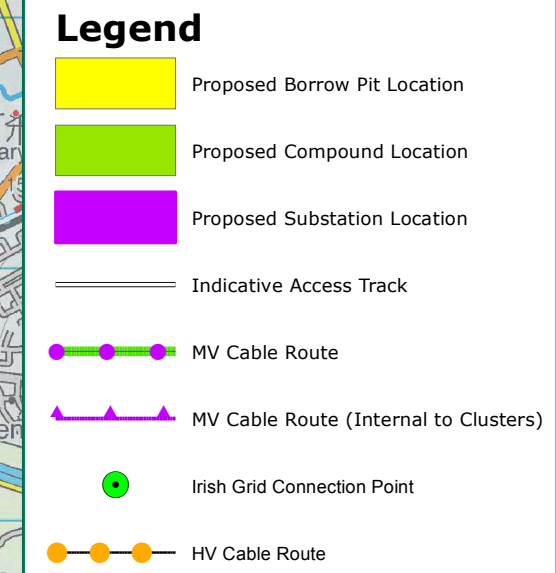 Legend
Proposed Borrow Pit Location
Proposed Compound Location
Proposed Substation Location
Indicative Access Track
MV Cable Route
MV Cable Route (Internal to Clusters)
Irish Grid Connection Point
HV Cable Route